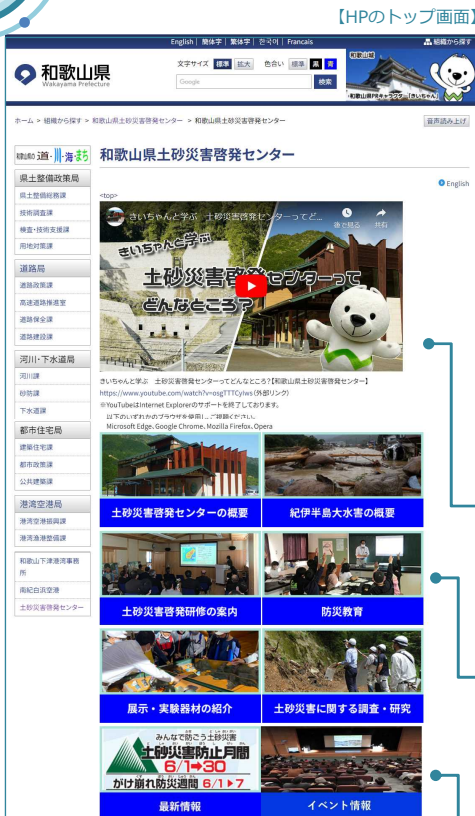 【HPのトップ画面】
English | 簡体字 | 繁体字 | 한국어 | Francais
組織から探す
和歌山県
Wakayama Prefecture
文字サイズ 標準 拡大 色合い 標準 黒 青
Google 検索
和歌山城
和歌山県PRキャラクター「きいちゃん」
ホーム > 組織から探す > 和歌山県土砂災害啓発センター > 和歌山県土砂災害啓発センター
音声読み上げ
和歌山県の 道・川・海・まち
和歌山県土砂災害啓発センター
English
県土整備政策局
県土整備総務課
技術調査課
検査・技術支援課
用地対策課
道路局
道路政策課
高速道路推進室
道路保全課
道路建設課
河川・下水道局
河川課
砂防課
下水道課
都市住宅局
建築住宅課
都市政策課
公共建築課
港湾空港局
港湾空港振興課
港湾漁港整備課
和歌山下津港湾事務所
南紀白浜空港
土砂災害啓発センター
<top>
きいちゃんと学ぶ 土砂災害啓発センターってど...
後で見る 共有
きいちゃんと学ぶ
土砂災害啓発センターって
どんなところ?
きいちゃんと学ぶ 土砂災害啓発センターってどんなところ?【和歌山県土砂災害啓発センター】
https://www.youtube.com/watch?v=osgTTTCyIws（外部リンク）
※YouTubeはInternet Explorerのサポートを終了しております。
以下のいずれかのブラウザを使用し、ご視聴ください。
Microsoft Edge、Google Chrome、Mozilla Firefox、Opera
土砂災害啓発センターの概要
紀伊半島大水害の概要
土砂災害啓発研修の案内
防災教育
展示・実験器材の紹介
土砂災害に関する調査・研究
みんなで防ごう土砂災害
土砂災害防止月間
6/1➡30
がけ崩れ防災週間 6/1▶7
最新情報
イベント情報